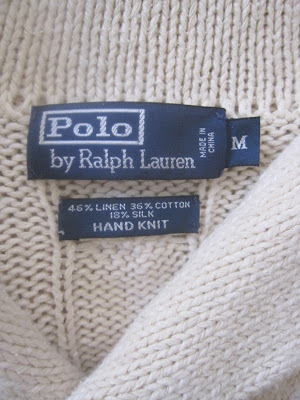 Polo
by Ralph Lauren
MADE IN
CHINA
M
46% LINEN 36% COTTON
18% SILK
HAND KNIT